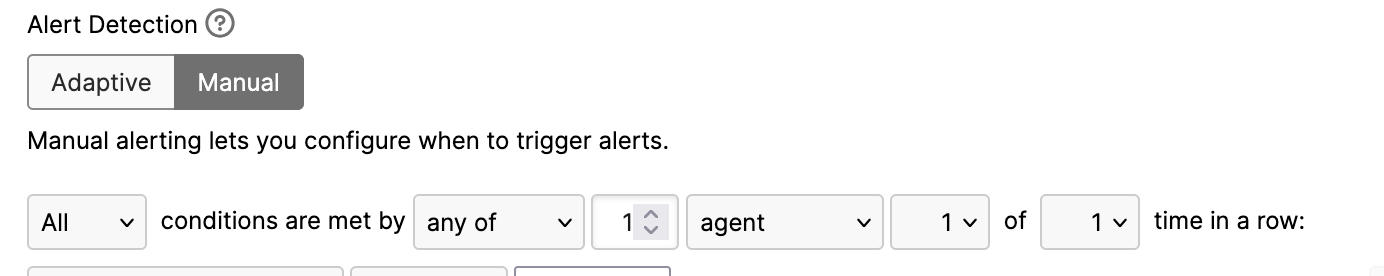 Alert Detection ?
Adaptive Manual
Manual alerting lets you configure when to trigger alerts.
All conditions are met by any of 1 agent 1 of 1 time in a row: